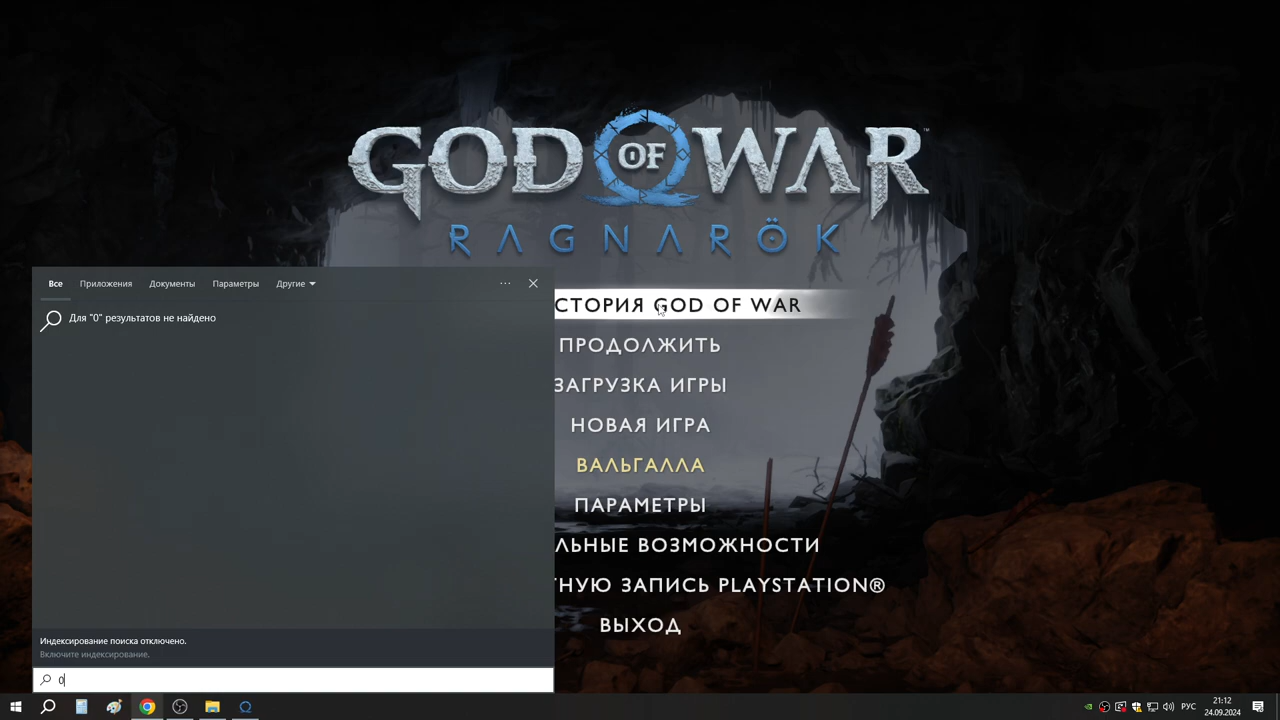 GOD OF WAR™
RAGNARÖK
Все Приложения Документы Параметры Другие ...
Для "0" результатов не найдено
СТОРИЯ GOD OF WAR
ПРОДОЛЖИТЬ
ЗАГРУЗКА ИГРЫ
НОВАЯ ИГРА
ВАЛЬГАЛЛА
ПАРАМЕТРЫ
ЛЬНЫЕ ВОЗМОЖНОСТИ
ТНУЮ ЗАПИСЬ PLAYSTATION®
ВЫХОД
Индексирование поиска отключено.
Включите индексирование.
0
РУС
21:12
24.09.2024